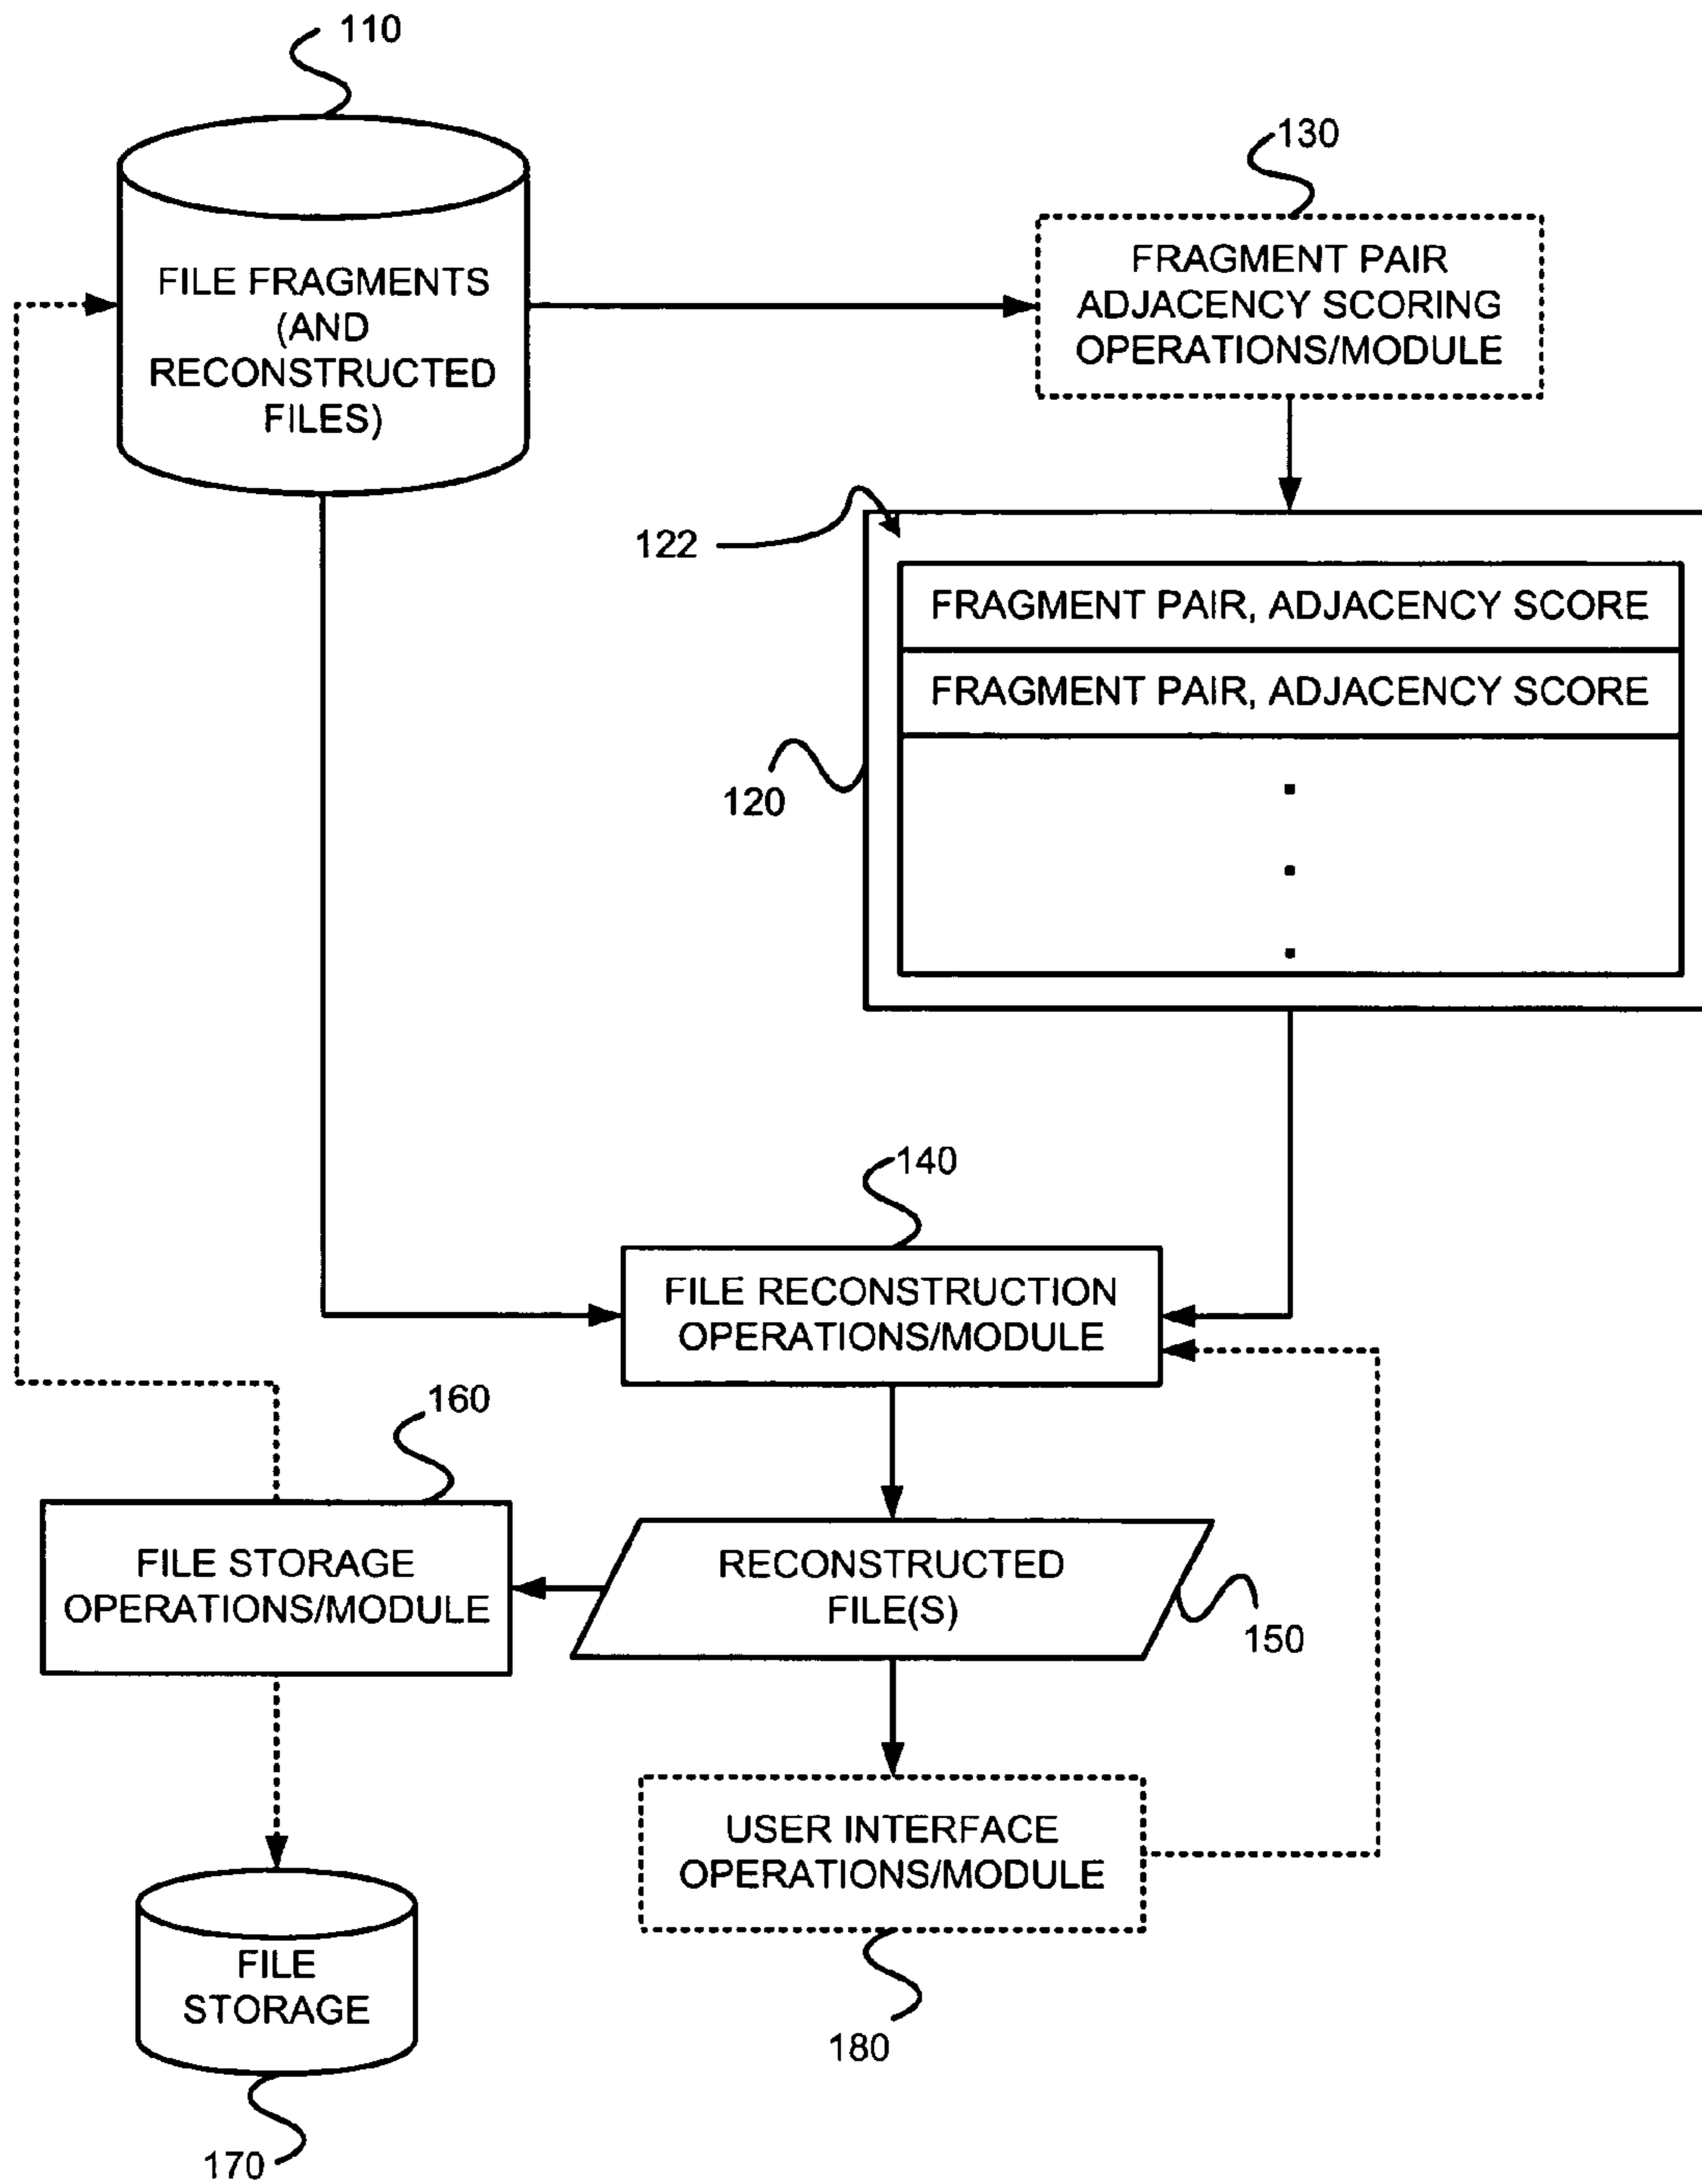 110
130
FILE FRAGMENTS
(AND
RECONSTRUCTED
FILES)
FRAGMENT PAIR
ADJACENCY SCORING
OPERATIONS/MODULE
122
FRAGMENT PAIR, ADJACENCY SCORE
FRAGMENT PAIR, ADJACENCY SCORE
120
140
FILE RECONSTRUCTION
OPERATIONS/MODULE
160
FILE STORAGE
OPERATIONS/MODULE
RECONSTRUCTED
FILE(S)
150
USER INTERFACE
OPERATIONS/MODULE
FILE
STORAGE
180
170